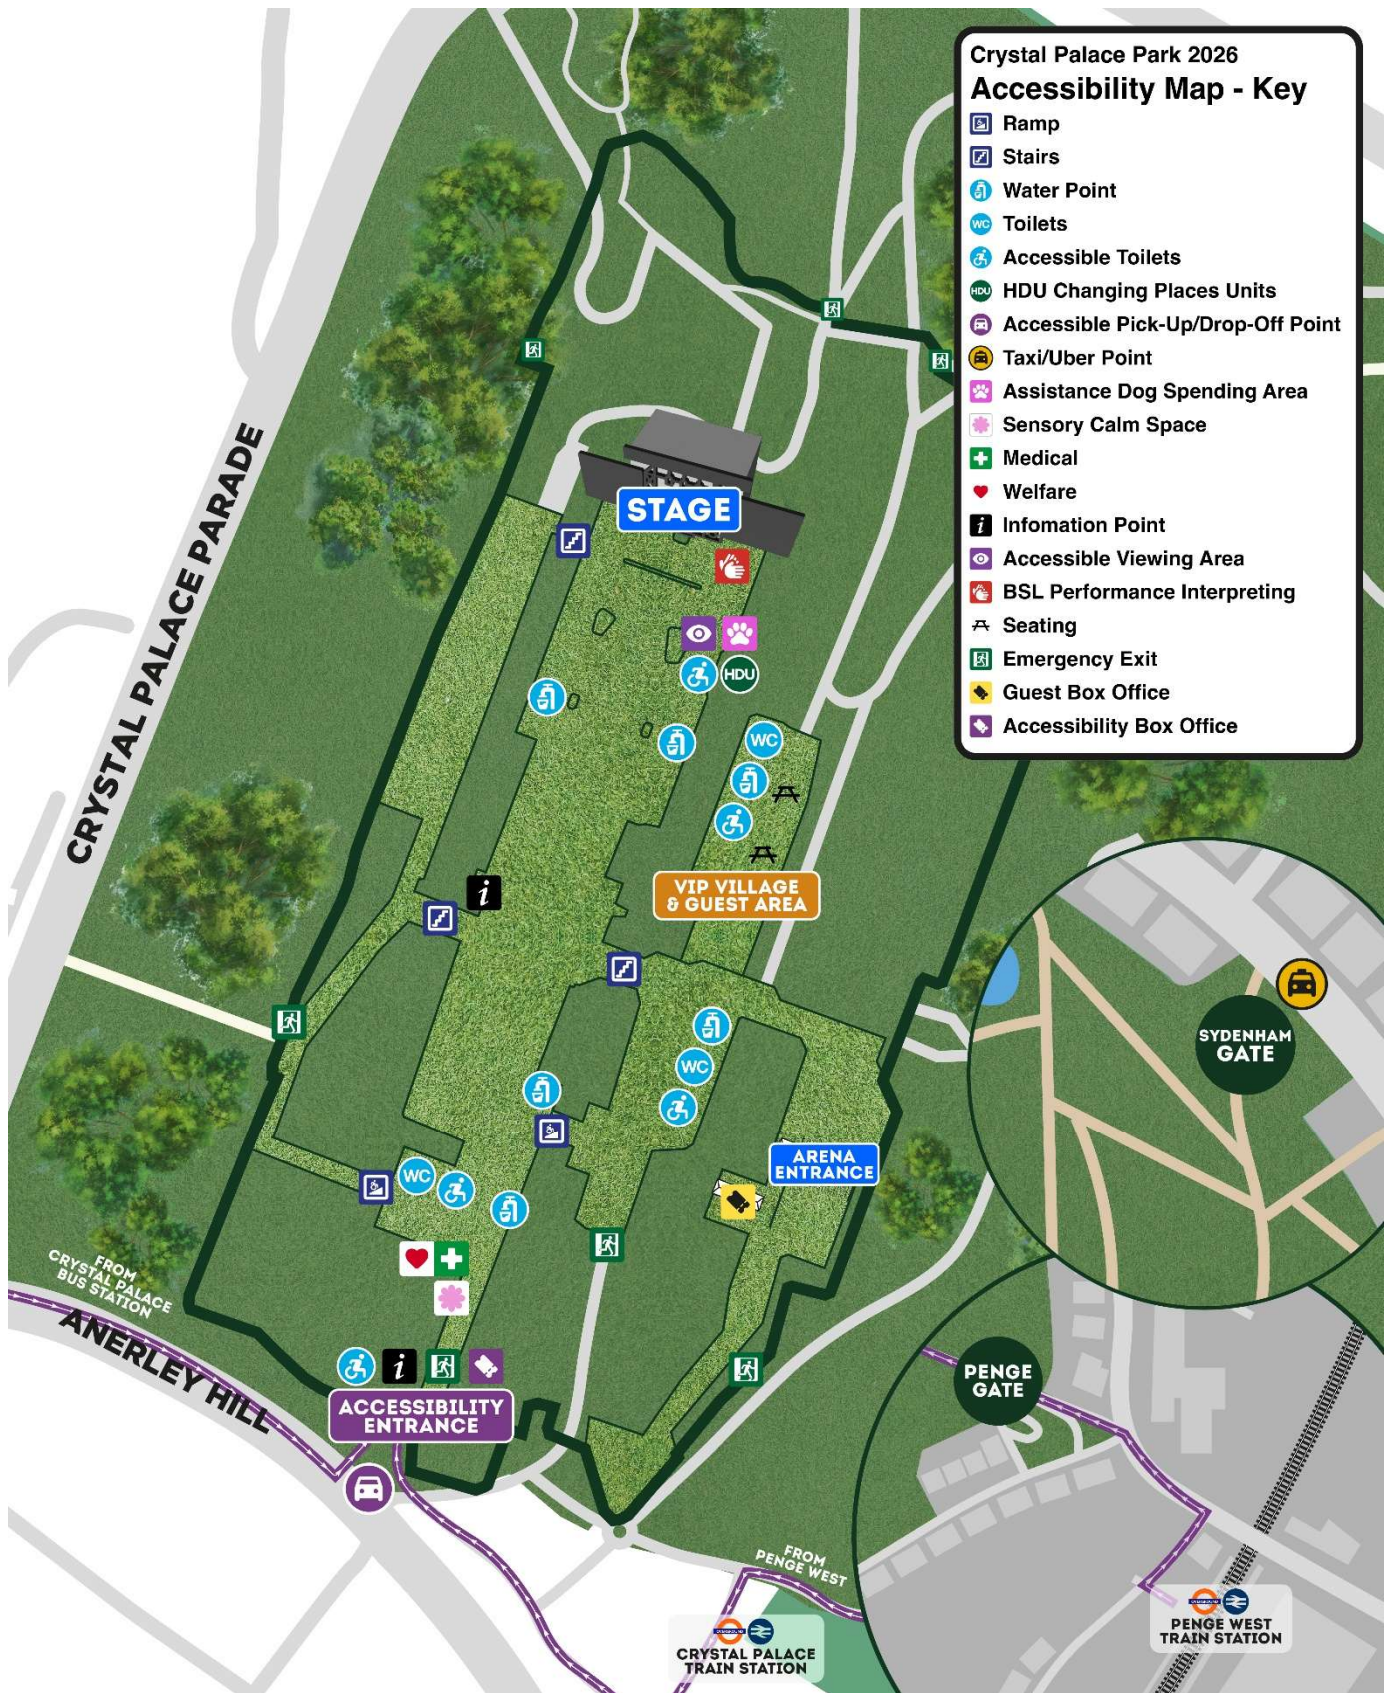 Crystal Palace Park 2026
Accessibility Map - Key
Ramp
Stairs
Water Point
WC Toilets
Accessible Toilets
HDU HDU Changing Places Units
Accessible Pick-Up/Drop-Off Point
Taxi/Uber Point
Assistance Dog Spending Area
Sensory Calm Space
Medical
Welfare
i Infomation Point
Accessible Viewing Area
BSL Performance Interpreting
Seating
Emergency Exit
Guest Box Office
Accessibility Box Office
CRYSTAL PALACE PARADE
STAGE
HDU
WC
i
VIP VILLAGE
& GUEST AREA
WC
SYDENHAM
GATE
ARENA
ENTRANCE
WC
FROM
CRYSTAL PALACE
BUS STATION
ANERLEY HILL
i
ACCESSIBILITY
ENTRANCE
PENGE
GATE
FROM
PENGE WEST
OVERGROUND
CRYSTAL PALACE
TRAIN STATION
OVERGROUND
PENGE WEST
TRAIN STATION